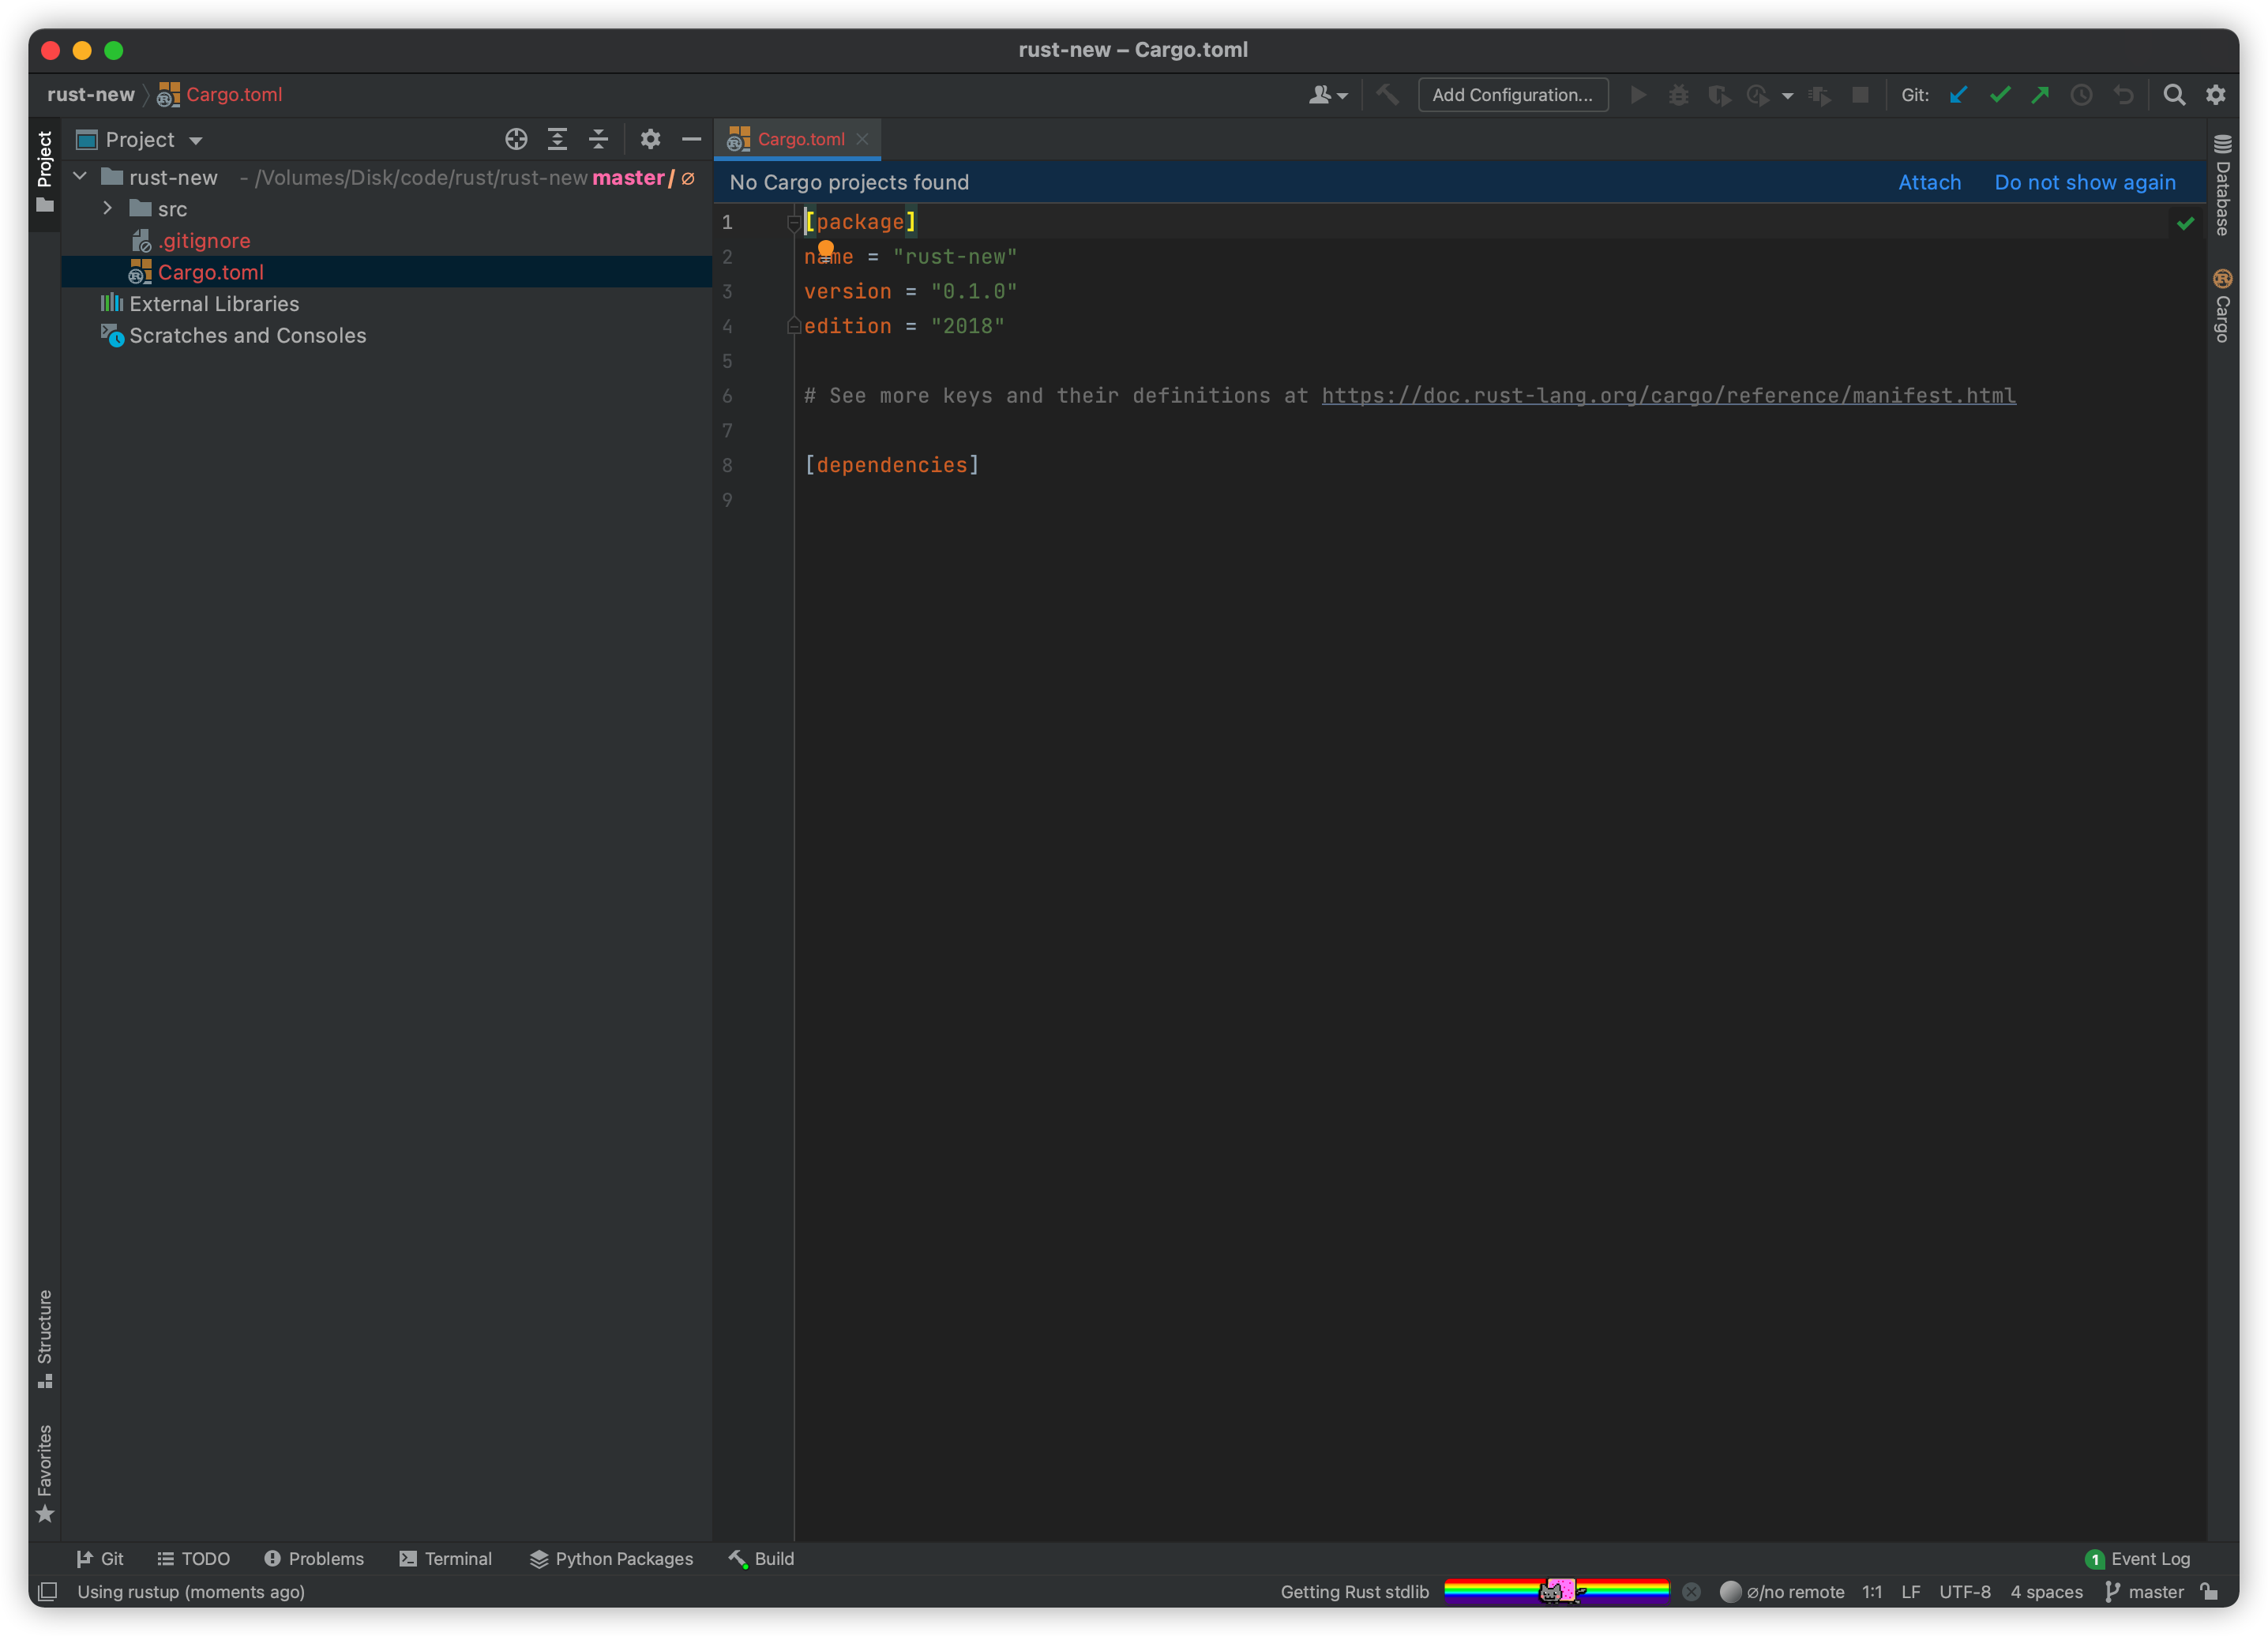 rust-new – Cargo.toml
rust-new Cargo.toml
Add Configuration...
Git:
Project
Project
rust-new - /Volumes/Disk/code/rust/rust-new master / ∅
src
.gitignore
Cargo.toml
External Libraries
Scratches and Consoles
Cargo.toml
No Cargo projects found
Attach
Do not show again
1 [package]
2 name = "rust-new"
3 version = "0.1.0"
4 edition = "2018"
5
6 # See more keys and their definitions at https://doc.rust-lang.org/cargo/reference/manifest.html
7
8 [dependencies]
9
Database
Cargo
Structure
Favorites
Git
TODO
Problems
Terminal
Python Packages
Build
1 Event Log
Using rustup (moments ago)
Getting Rust stdlib
∅/no remote
1:1
LF
UTF-8
4 spaces
master